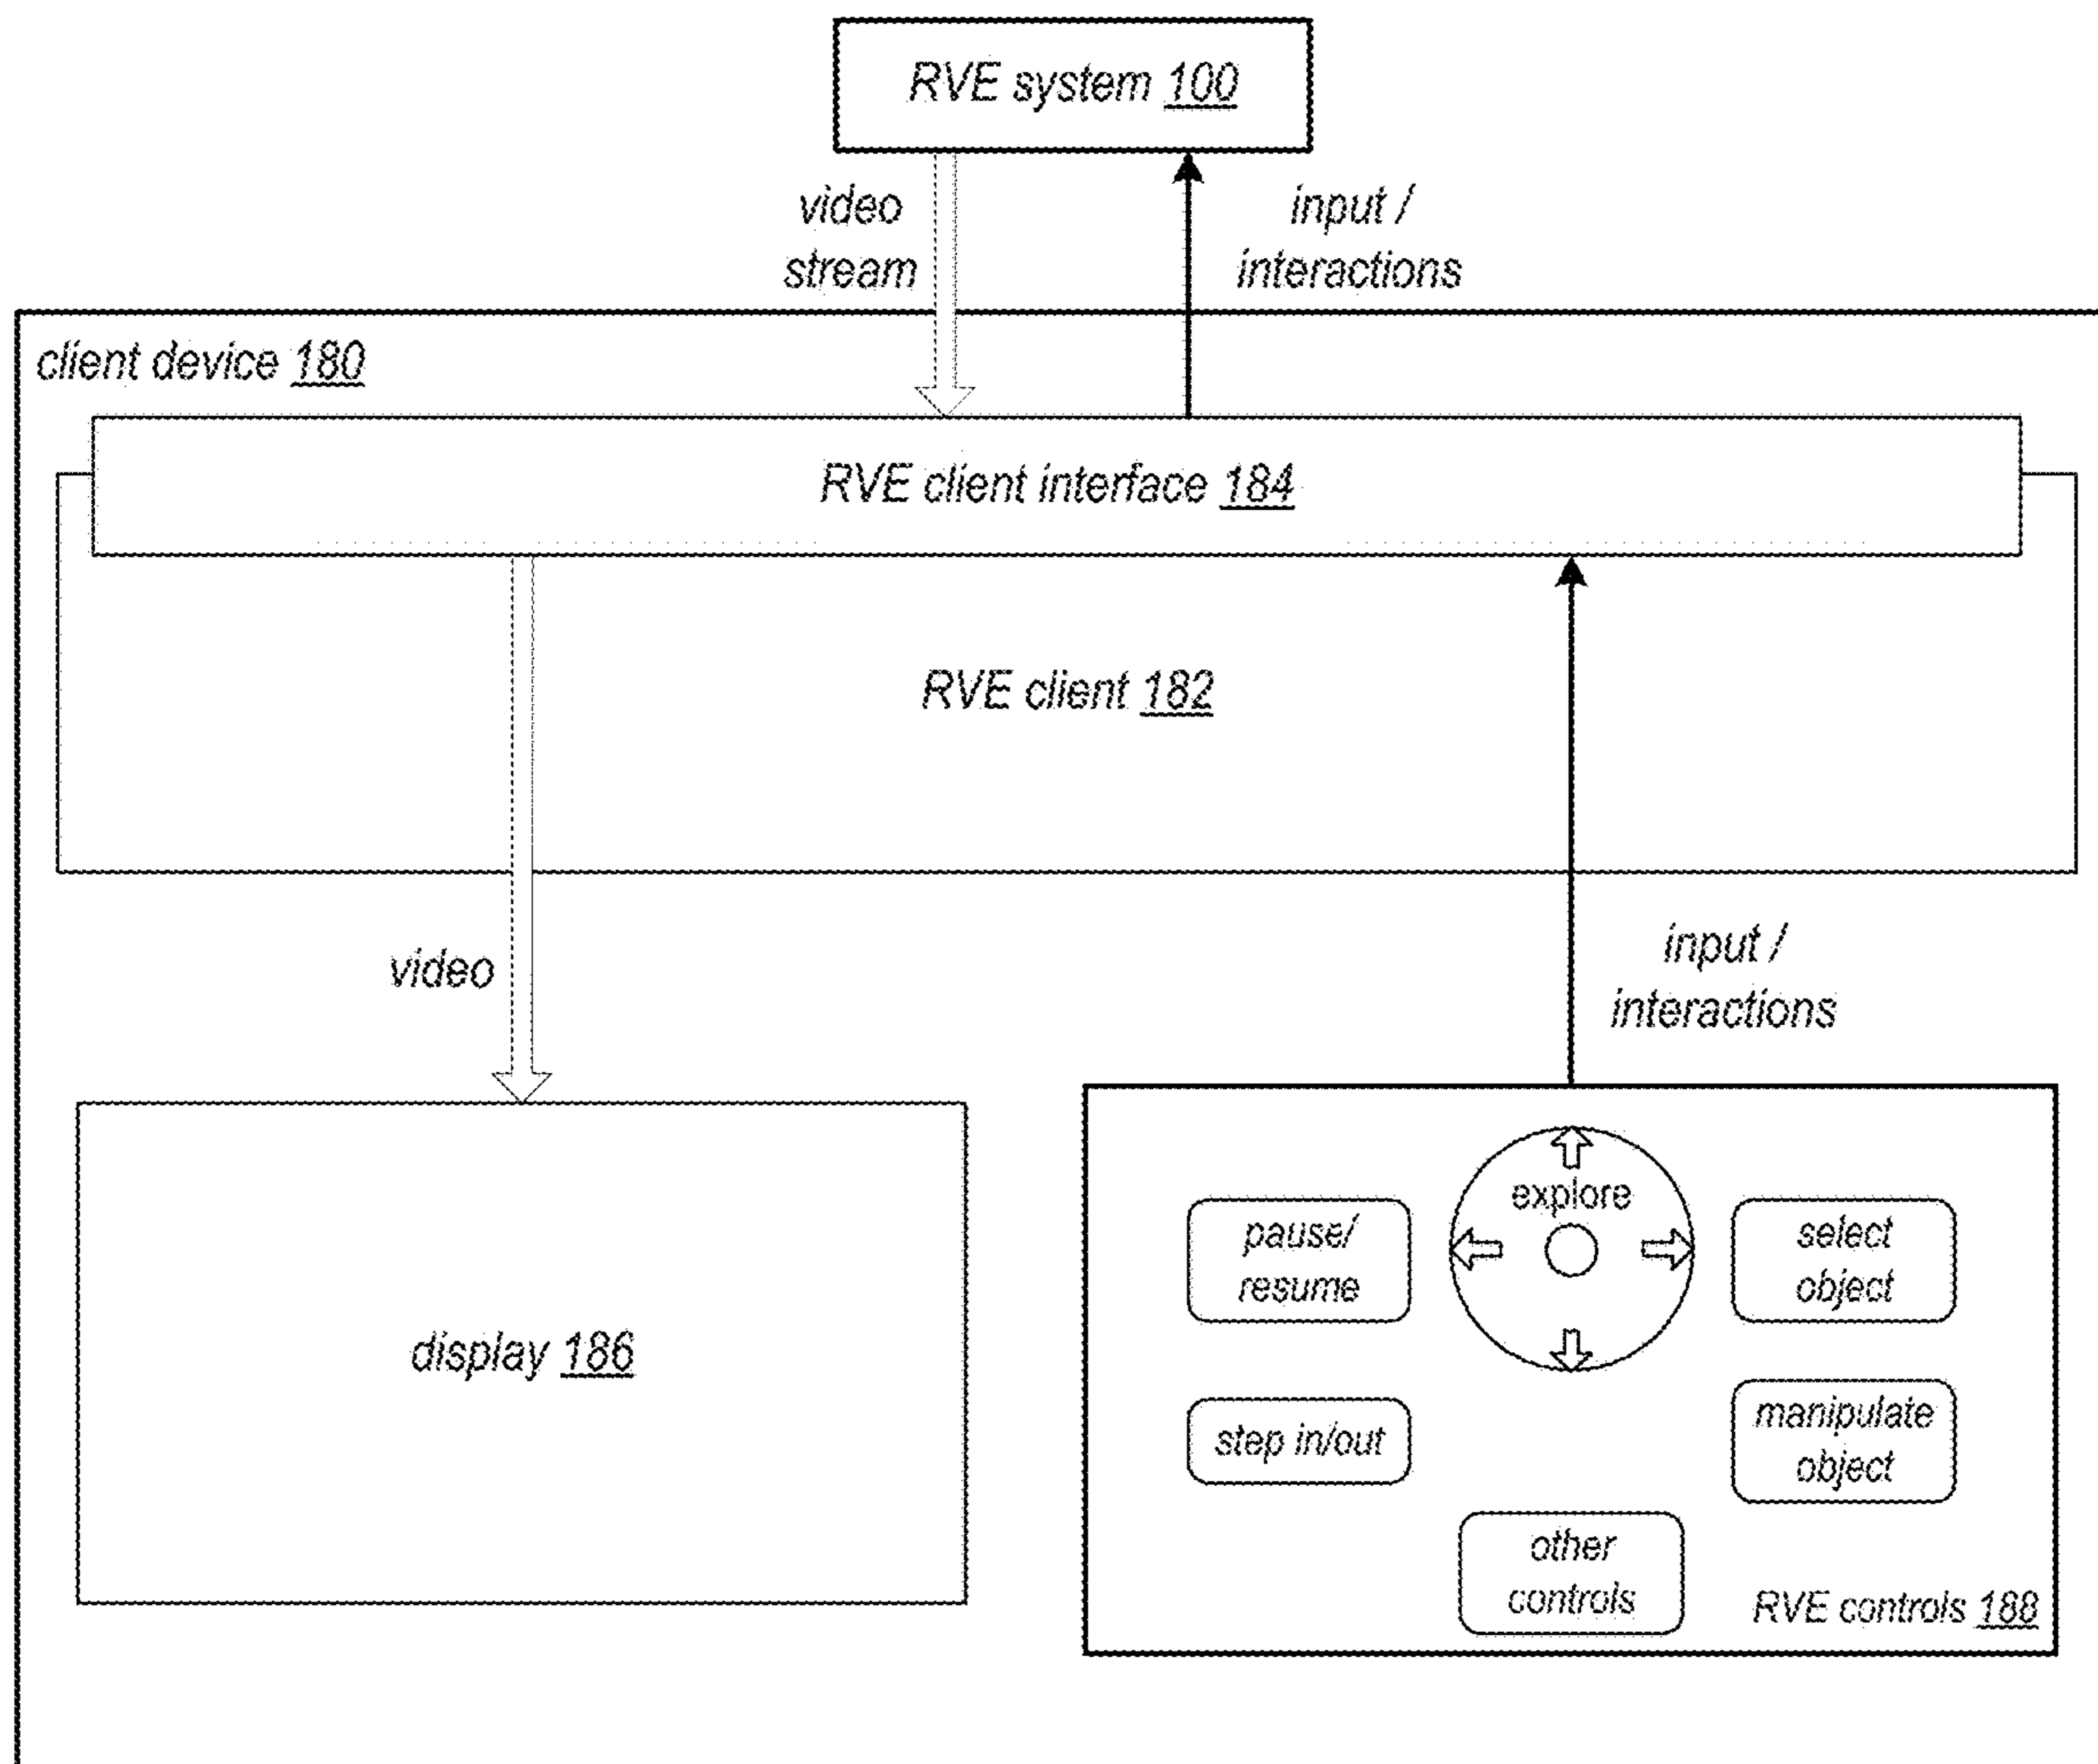 RVE system 100
video
stream
input /
interactions
client device 180
RVE client interface 184
RVE client 182
video
input /
interactions
display 186
explore
pause/
resume
select
object
step in/out
manipulate
object
other
controls
RVE controls 188